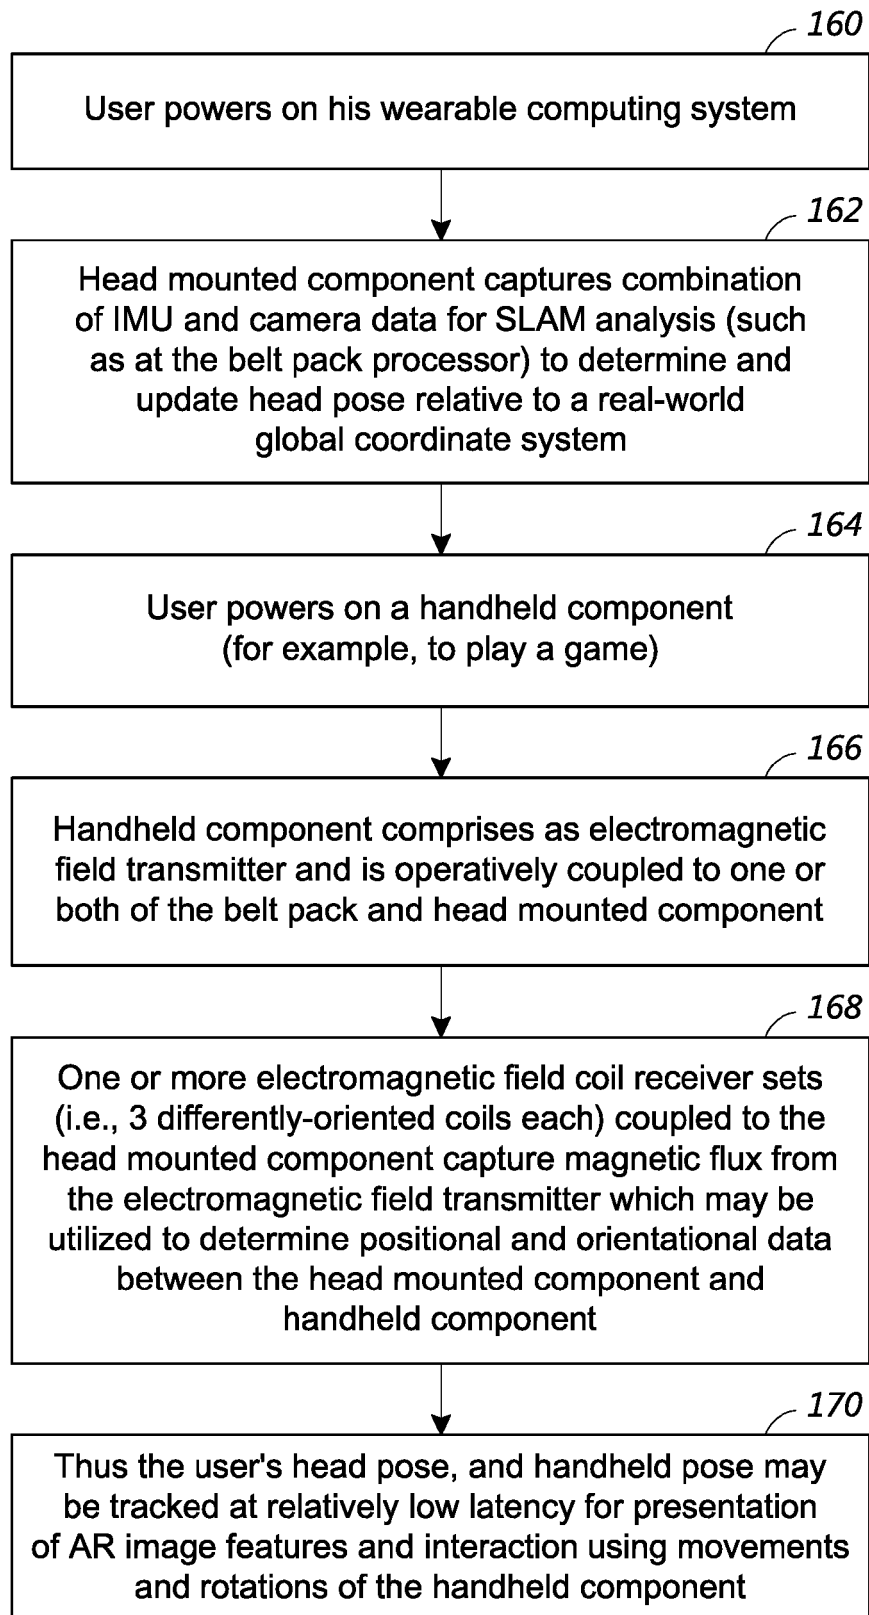 160
User powers on his wearable computing system
162
Head mounted component captures combination
of IMU and camera data for SLAM analysis (such
as at the belt pack processor) to determine and
update head pose relative to a real-world
global coordinate system
164
User powers on a handheld component
(for example, to play a game)
166
Handheld component comprises as electromagnetic
field transmitter and is operatively coupled to one or
both of the belt pack and head mounted component
168
One or more electromagnetic field coil receiver sets
(i.e., 3 differently-oriented coils each) coupled to the
head mounted component capture magnetic flux from
the electromagnetic field transmitter which may be
utilized to determine positional and orientational data
between the head mounted component and
handheld component
170
Thus the user's head pose, and handheld pose may
be tracked at relatively low latency for presentation
of AR image features and interaction using movements
and rotations of the handheld component